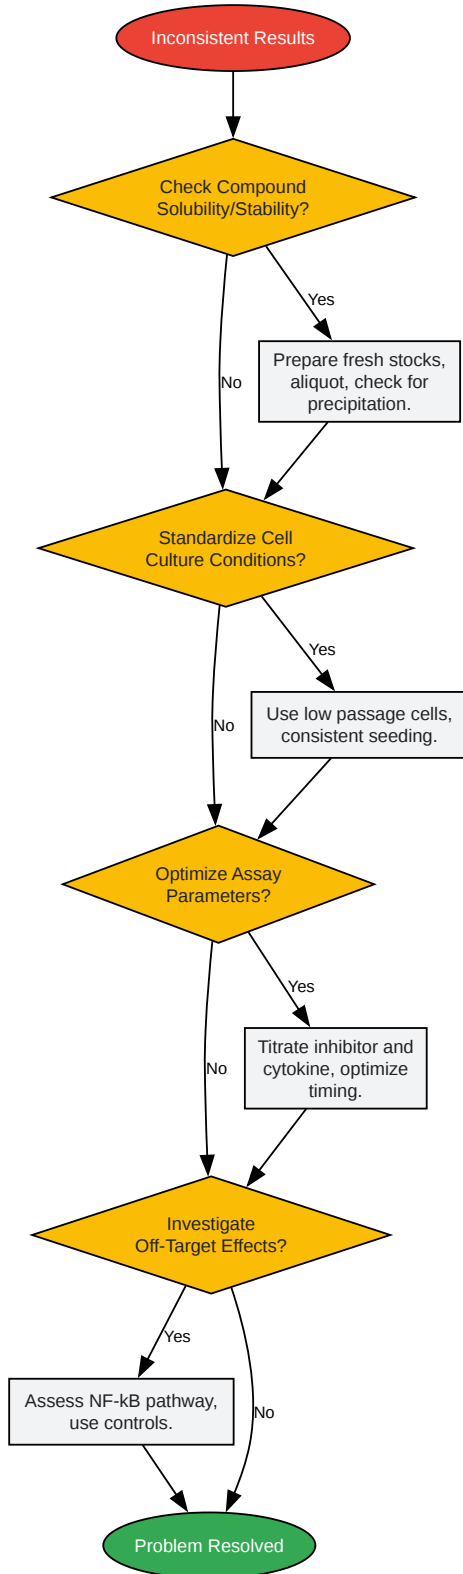 Inconsistent Results
Check Compound
Solubility/Stability?
Yes
Prepare fresh stocks,
aliquot, check for
precipitation.
No
Standardize Cell
Culture Conditions?
Yes
Use low passage cells,
consistent seeding.
No
Optimize Assay
Parameters?
Yes
Titrate inhibitor and
cytokine, optimize
timing.
No
Investigate
Off-Target Effects?
Yes
Assess NF-kB pathway,
use controls.
No
Problem Resolved